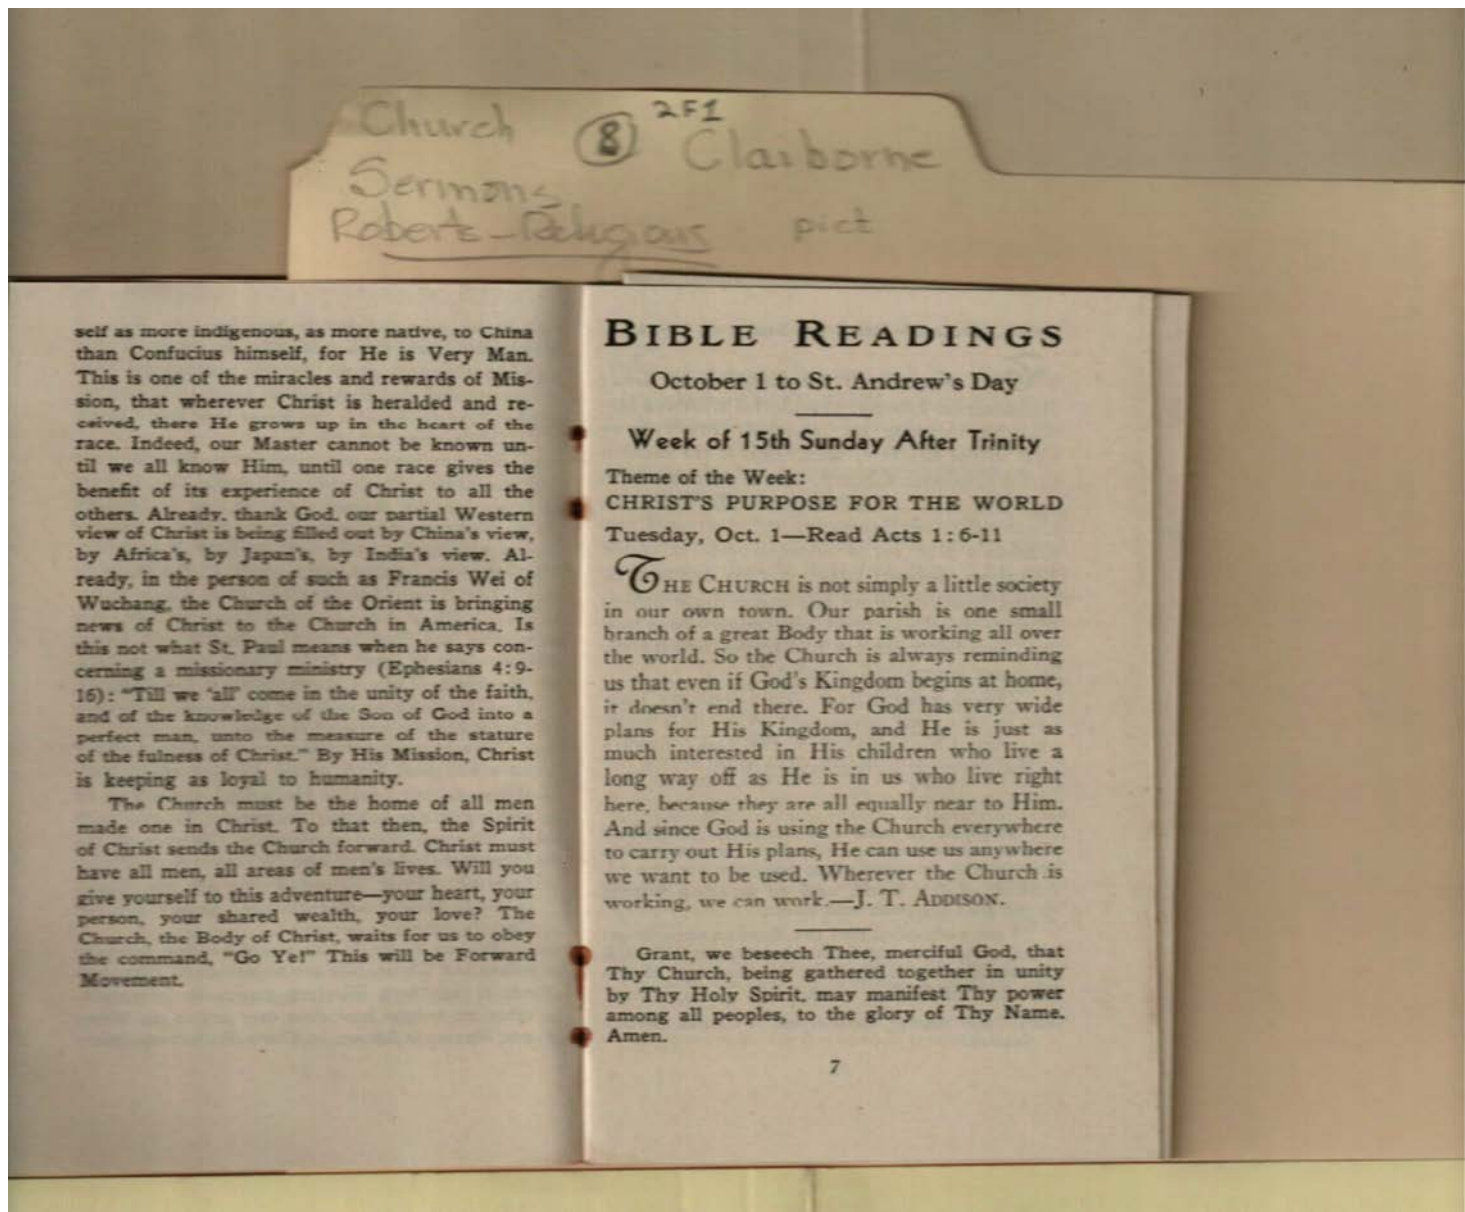 Church ⑧ 2F1 Claiborne
Sermons
Roberts-Religious pict
self as more indigenous, as more native, to China
than Confucius himself, for He is Very Man.
This is one of the miracles and rewards of Mis-
sion, that wherever Christ is heralded and re-
ceived, there He grows up in the heart of the
race. Indeed, our Master cannot be known un-
til we all know Him, until one race gives the
benefit of its experience of Christ to all the
others. Already, thank God, our partial Western
view of Christ is being filled out by China's view,
by Africa's, by Japan's, by India's view. Al-
ready, in the person of such as Francis Wei of
Wuchang, the Church of the Orient is bringing
news of Christ to the Church in America. Is
this not what St. Paul means when he says con-
cerning a missionary ministry (Ephesians 4:9-
16): "Till we 'all' come in the unity of the faith,
and of the knowledge of the Son of God into a
perfect man, unto the measure of the stature
of the fulness of Christ." By His Mission, Christ
is keeping as loyal to humanity.
The Church must be the home of all men
made one in Christ. To that then, the Spirit
of Christ sends the Church forward. Christ must
have all men, all areas of men's lives. Will you
give yourself to this adventure—your heart, your
person, your shared wealth, your love? The
Church, the Body of Christ, waits for us to obey
the command, "Go Ye!" This will be Forward
Movement.
BIBLE READINGS
October 1 to St. Andrew's Day
Week of 15th Sunday After Trinity
Theme of the Week:
CHRIST'S PURPOSE FOR THE WORLD
Tuesday, Oct. 1—Read Acts 1:6-11
THE CHURCH is not simply a little society
in our own town. Our parish is one small
branch of a great Body that is working all over
the world. So the Church is always reminding
us that even if God's Kingdom begins at home,
it doesn't end there. For God has very wide
plans for His Kingdom, and He is just as
much interested in His children who live a
long way off as He is in us who live right
here, because they are all equally near to Him.
And since God is using the Church everywhere
to carry out His plans, He can use us anywhere
we want to be used. Wherever the Church is
working, we can work.—J. T. ADDISON.
Grant, we beseech Thee, merciful God, that
Thy Church, being gathered together in unity
by Thy Holy Spirit, may manifest Thy power
among all peoples, to the glory of Thy Name.
Amen.
7